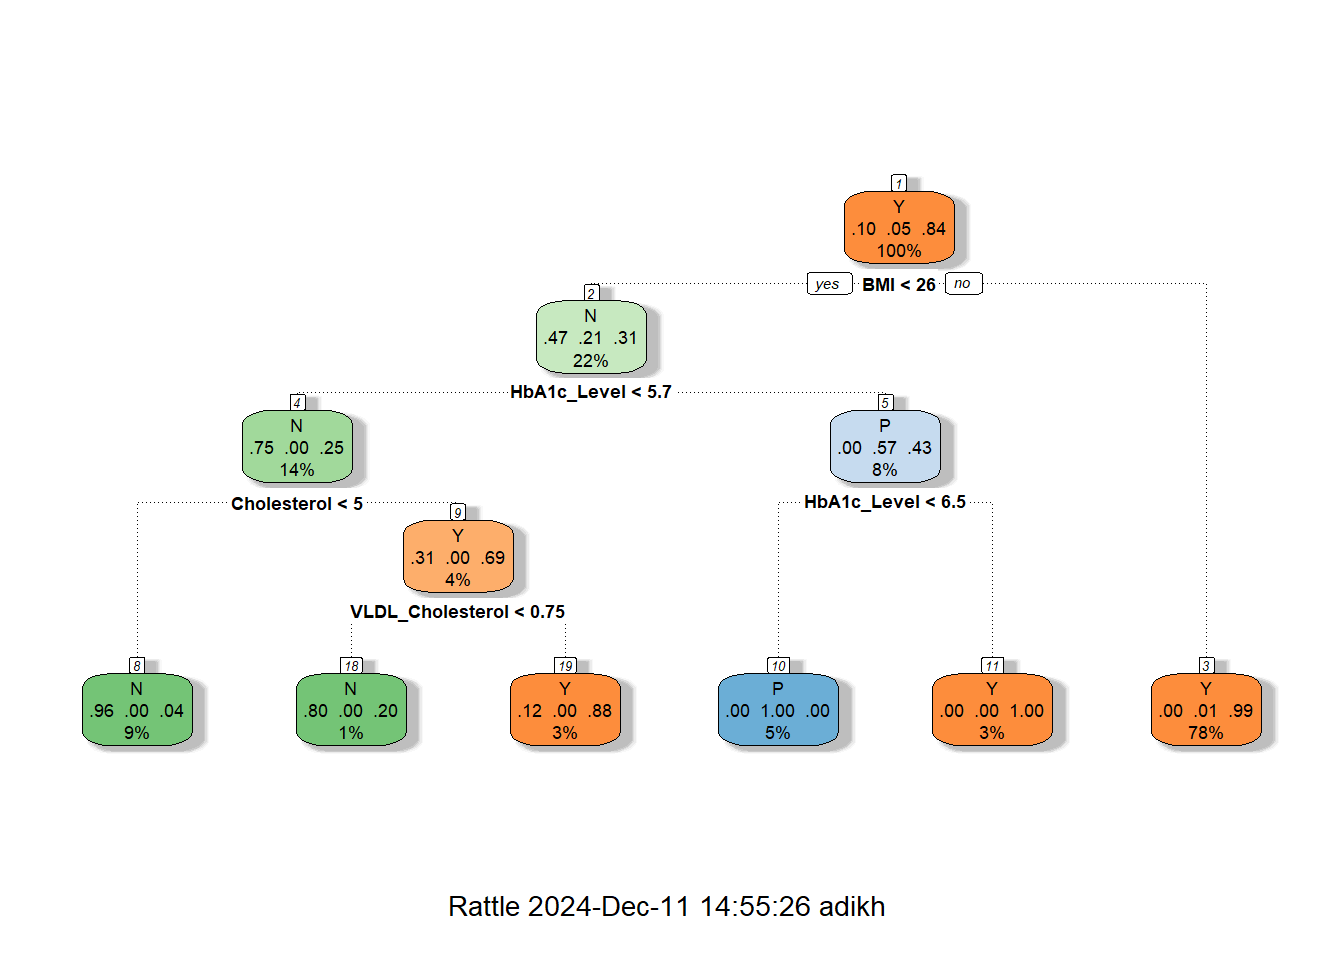 1
Y
.10 .05 .84
100%
yes BMI < 26 no
2
N
.47 .21 .31
22%
HbA1c_Level < 5.7
4
N
.75 .00 .25
14%
5
P
.00 .57 .43
8%
Cholesterol < 5
HbA1c_Level < 6.5
9
Y
.31 .00 .69
4%
VLDL_Cholesterol < 0.75
8
N
.96 .00 .04
9%
18
N
.80 .00 .20
1%
19
Y
.12 .00 .88
3%
10
P
.00 1.00 .00
5%
11
Y
.00 .00 1.00
3%
3
Y
.00 .01 .99
78%
Rattle 2024-Dec-11 14:55:26 adikh